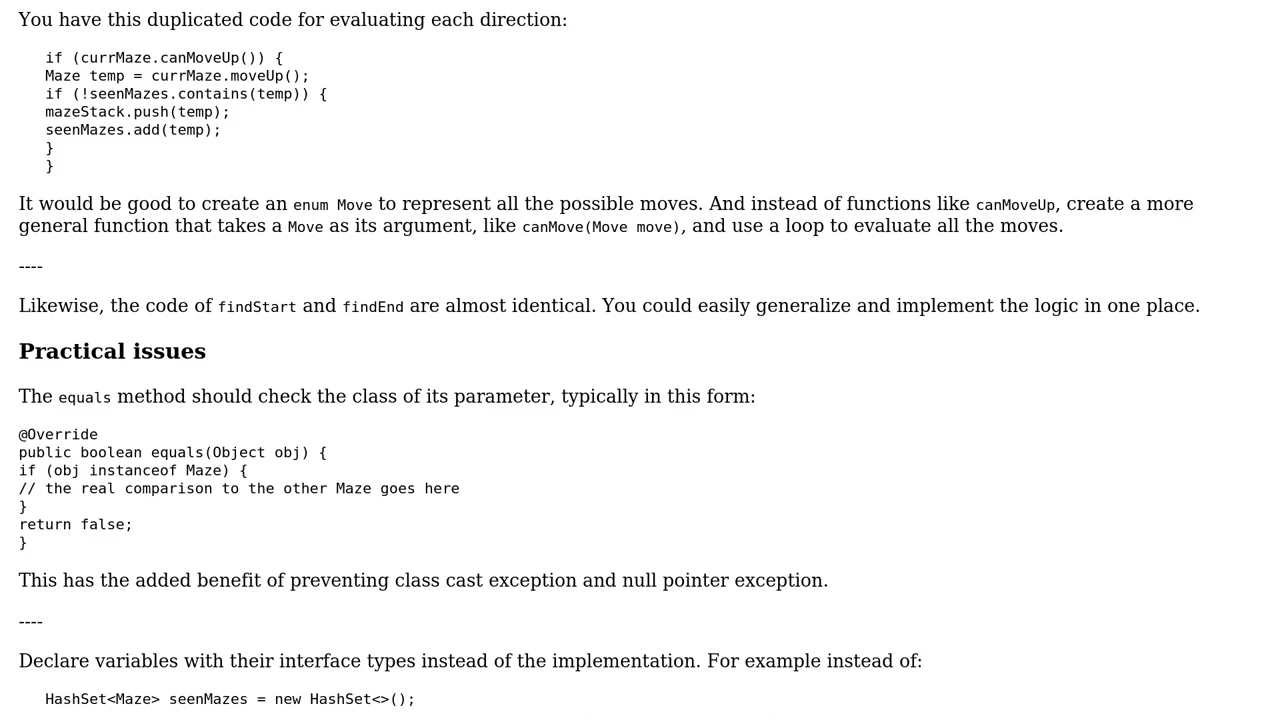 You have this duplicated code for evaluating each direction:
if (currMaze.canMoveUp()) {
Maze temp = currMaze.moveUp();
if (!seenMazes.contains(temp)) {
mazeStack.push(temp);
seenMazes.add(temp);
}
}
It would be good to create an enum Move to represent all the possible moves. And instead of functions like canMoveUp, create a more
general function that takes a Move as its argument, like canMove(Move move), and use a loop to evaluate all the moves.
----
Likewise, the code of findStart and findEnd are almost identical. You could easily generalize and implement the logic in one place.
Practical issues
The equals method should check the class of its parameter, typically in this form:
@Override
public boolean equals(Object obj) {
if (obj instanceof Maze) {
// the real comparison to the other Maze goes here
}
return false;
}
This has the added benefit of preventing class cast exception and null pointer exception.
----
Declare variables with their interface types instead of the implementation. For example instead of:
HashSet<Maze> seenMazes = new HashSet<>();